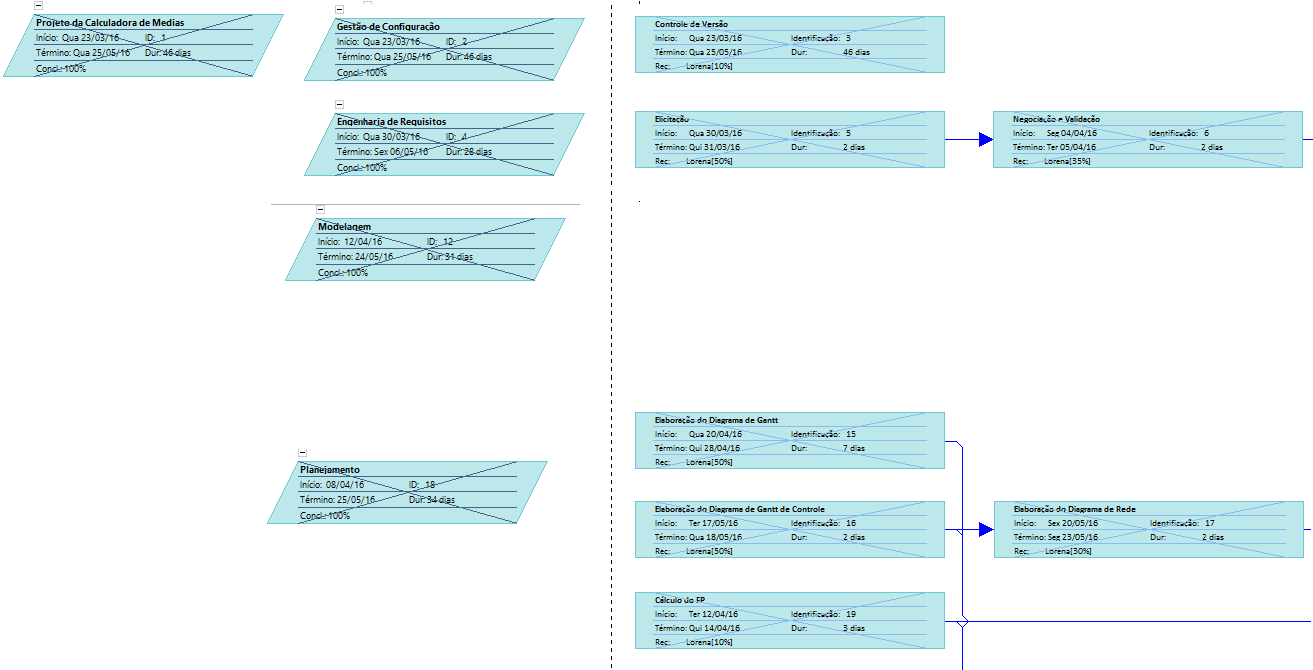 Projeto da Calculadora de Medias
Início: Qua 23/03/16 ID: 1
Término: Qua 25/05/16 Dur: 46 dias
Concl.: 100%
Gestão de Configuração
Início: Qua 23/03/16 ID: 2
Término: Qua 25/05/16 Dur: 46 dias
Concl.: 100%
Controle de Versão
Início: Qua 23/03/16 Identificação: 3
Término: Qua 25/05/16 Dur: 46 dias
Rec: Lorena[10%]
Engenharia de Requisitos
Início: Qua 30/03/16 ID: 4
Término: Sex 06/05/16 Dur: 28 dias
Concl.: 100%
Elicitação
Início: Qua 30/03/16 Identificação: 5
Término: Qui 31/03/16 Dur: 2 dias
Rec: Lorena[50%]
Negociação e Validação
Início: Seg 04/04/16 Identificação: 6
Término: Ter 05/04/16 Dur: 2 dias
Rec: Lorena[35%]
Modelagem
Início: 12/04/16 ID: 12
Término: 24/05/16 Dur: 31 dias
Concl.: 100%
Elaboração do Diagrama de Gantt
Início: Qua 20/04/16 Identificação: 15
Término: Qui 28/04/16 Dur: 7 dias
Rec: Lorena[50%]
Planejamento
Início: 08/04/16 ID: 18
Término: 25/05/16 Dur: 34 dias
Concl.: 100%
Elaboração do Diagrama de Gantt de Controle
Início: Ter 17/05/16 Identificação: 16
Término: Qua 18/05/16 Dur: 2 dias
Rec: Lorena[50%]
Elaboração do Diagrama de Rede
Início: Sex 20/05/16 Identificação: 17
Término: Seg 23/05/16 Dur: 2 dias
Rec: Lorena[30%]
Cálculo do FP
Início: Ter 12/04/16 Identificação: 19
Término: Qui 14/04/16 Dur: 3 dias
Rec: Lorena[10%]